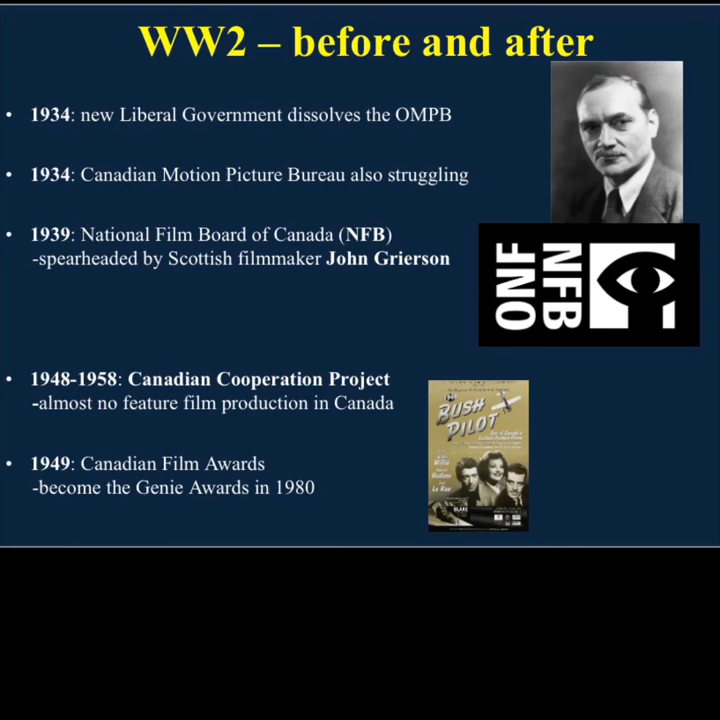 WW2 – before and after
• 1934: new Liberal Government dissolves the OMPB
• 1934: Canadian Motion Picture Bureau also struggling
• 1939: National Film Board of Canada (NFB)
-spearheaded by Scottish filmmaker John Grierson
ONF
NFB
• 1948-1958: Canadian Cooperation Project
-almost no feature film production in Canada
BUSH
PILOT
• 1949: Canadian Film Awards
-become the Genie Awards in 1980